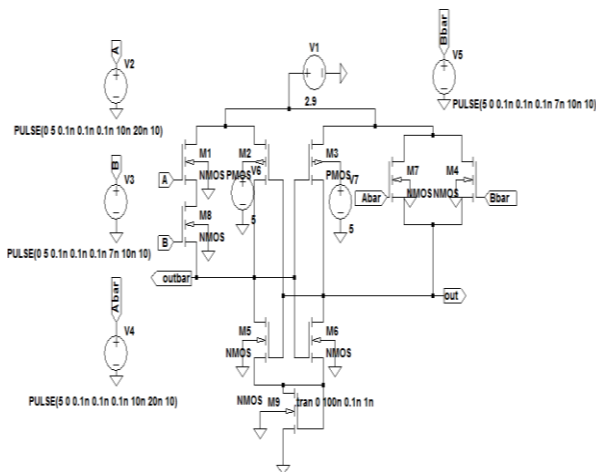 A
V2
PULSE(0 5 0.1n 0.1n 0.1n 10n 20n 10)
V1
2.9
Bbar
V5
PULSE(5 0 0.1n 0.1n 0.1n 7n 10n 10)
B
V3
PULSE(0 5 0.1n 0.1n 0.1n 7n 10n 10)
A
M1
NMOS
M2
PMOS
V6
5
M3
PMOS
V7
5
M7
NMOS
M4
NMOS
Abar
Bbar
B
M8
NMOS
outbar
out
Abar
V4
PULSE(5 0 0.1n 0.1n 0.1n 10n 20n 10)
M5
NMOS
M6
NMOS
NMOS
M9
tran 0 100n 0.1n 1n